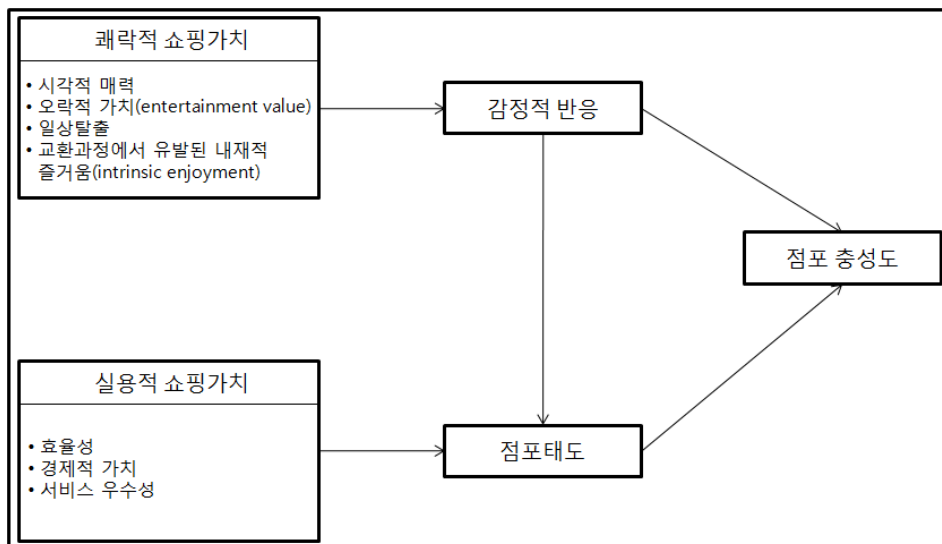 쾌락적 쇼핑가치
• 시각적 매력
• 오락적 가치(entertainment value)
• 일상탈출
• 교환과정에서 유발된 내재적
즐거움(intrinsic enjoyment)
감정적 반응
점포 충성도
실용적 쇼핑가치
• 효율성
• 경제적 가치
• 서비스 우수성
점포태도